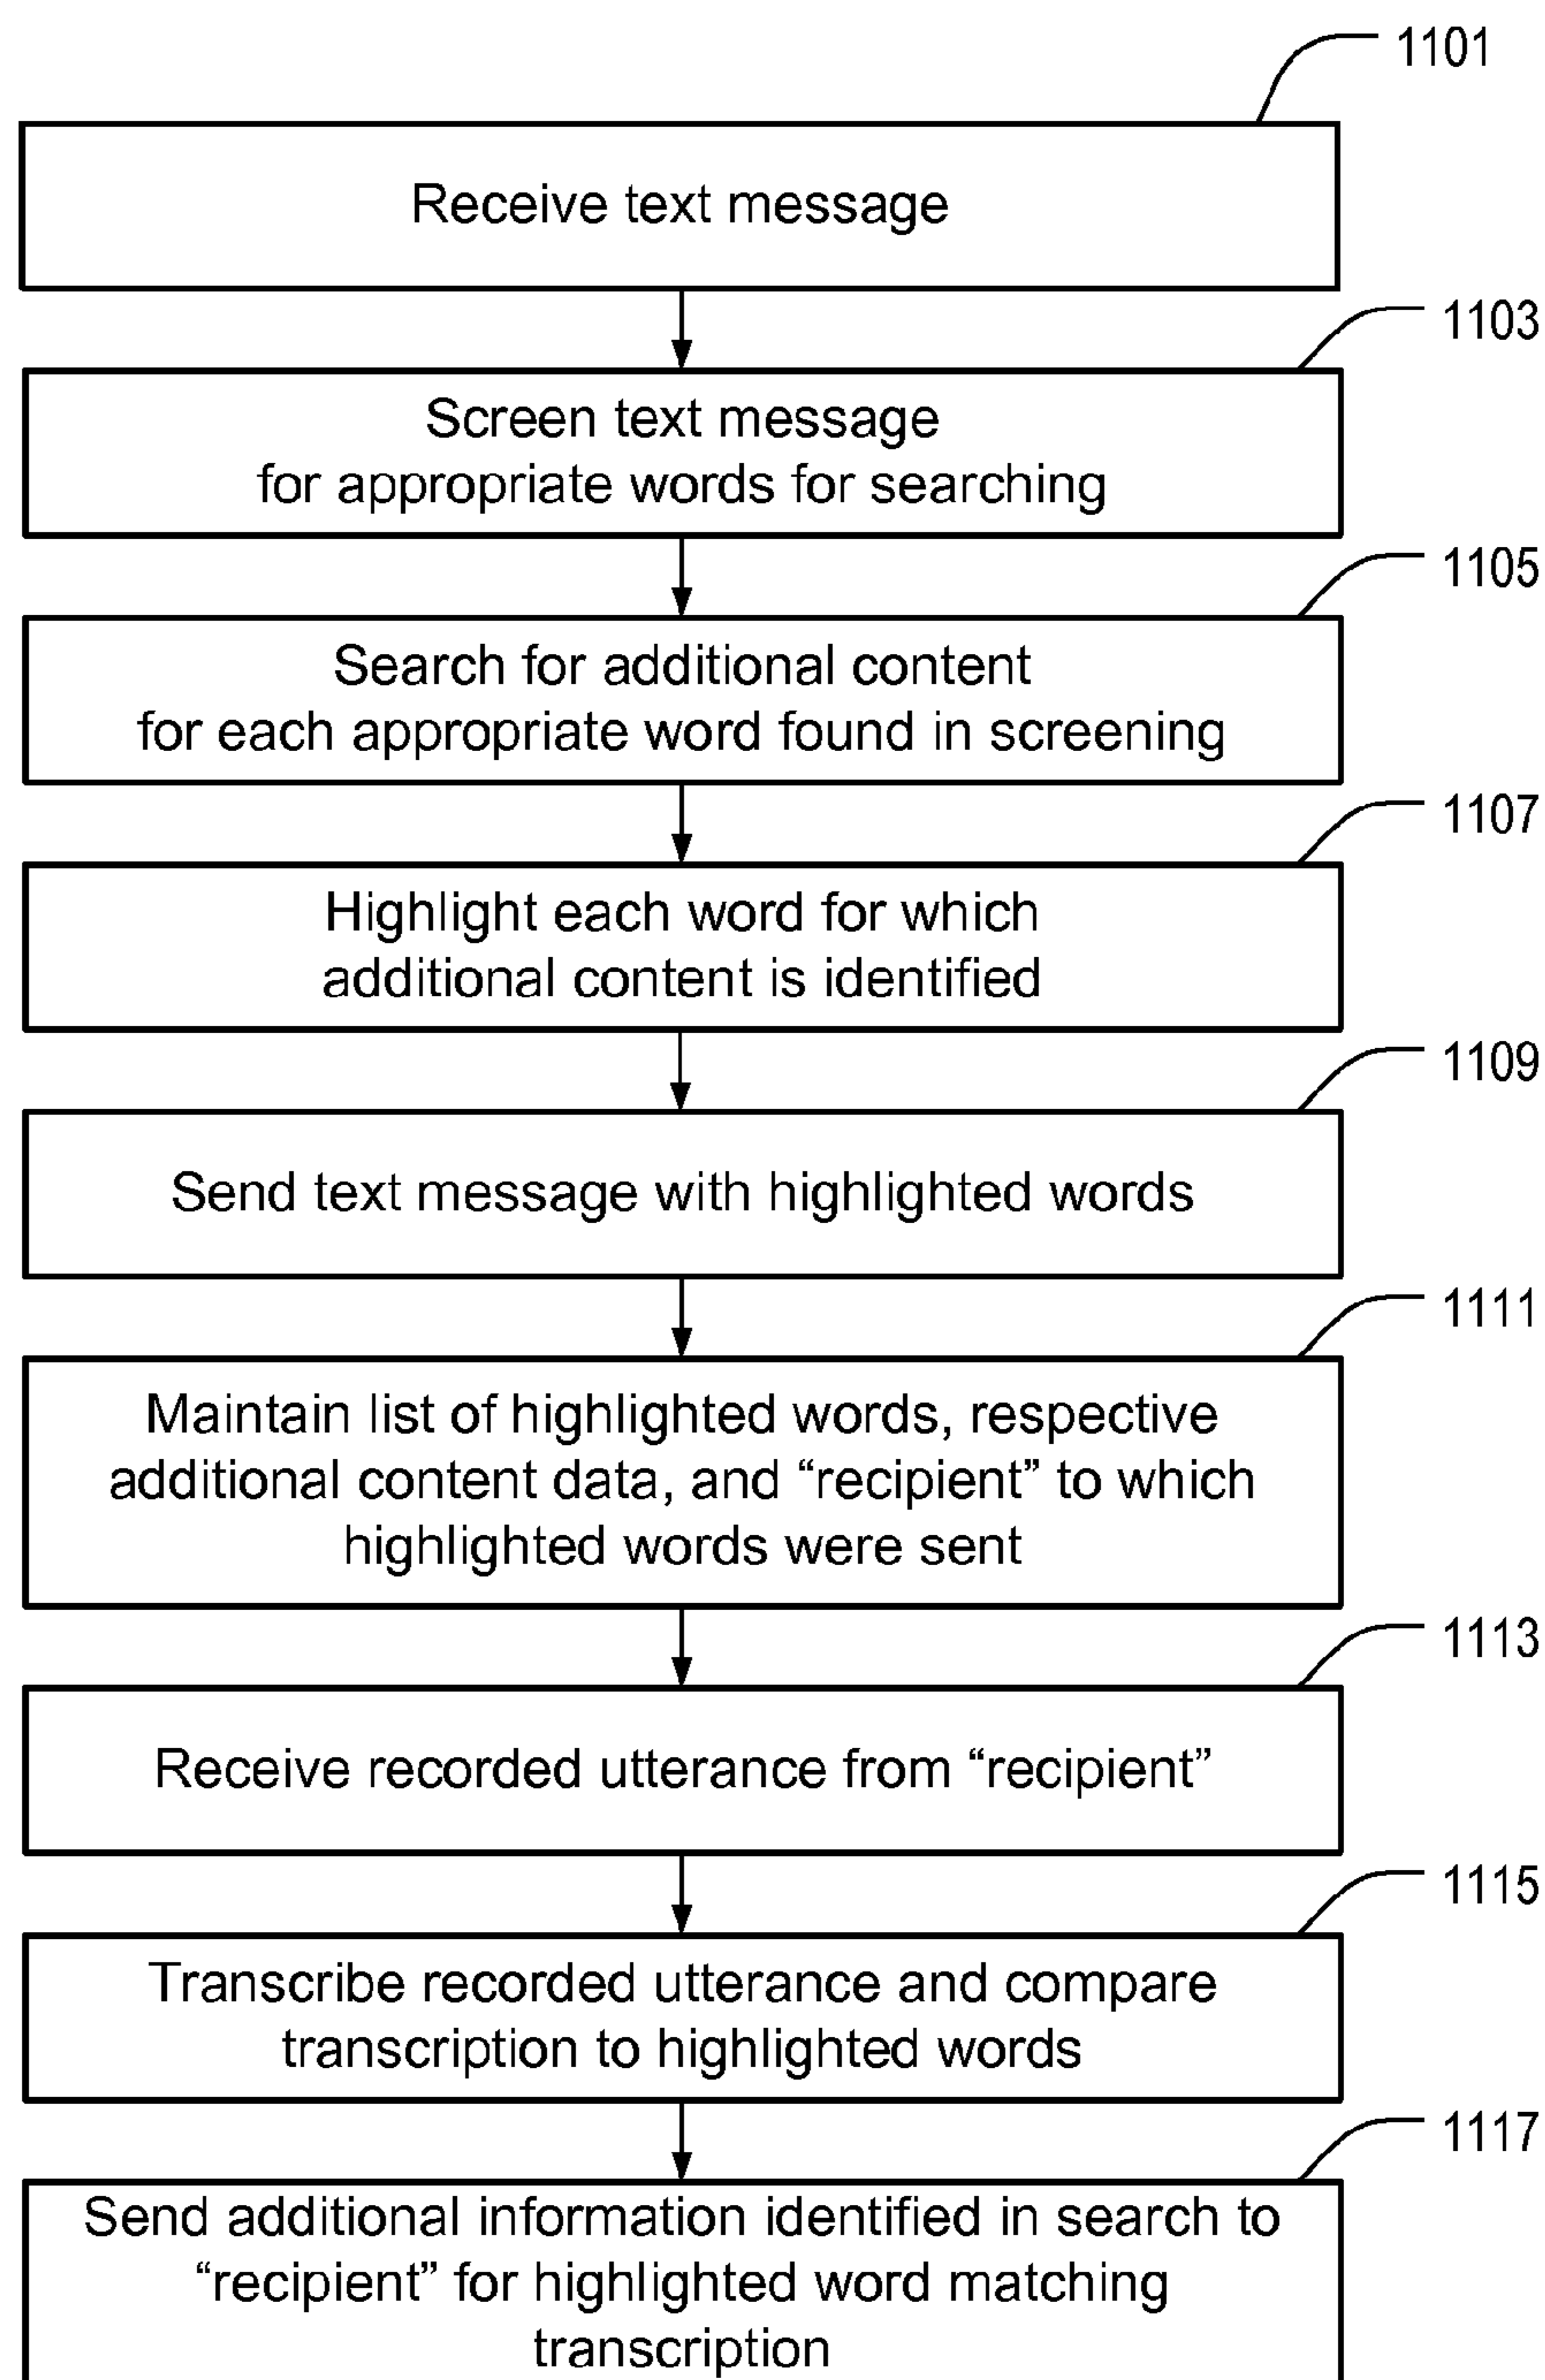 1101
Receive text message
1103
Screen text message
for appropriate words for searching
1105
Search for additional content
for each appropriate word found in screening
1107
Highlight each word for which
additional content is identified
1109
Send text message with highlighted words
1111
Maintain list of highlighted words, respective
additional content data, and “recipient” to which
highlighted words were sent
1113
Receive recorded utterance from “recipient”
1115
Transcribe recorded utterance and compare
transcription to highlighted words
1117
Send additional information identified in search to
“recipient” for highlighted word matching
transcription